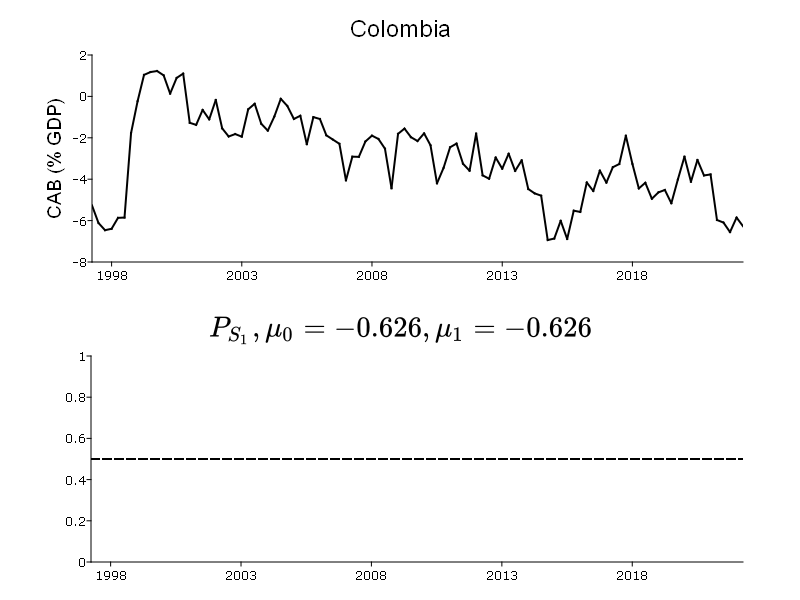 Colombia
CAB (% GDP)
2
0
-2
-4
-6
-8
1998 2003 2008 2013 2018
P_{S_1}, μ_0 = −0.626, μ_1 = −0.626
1
0.8
0.6
0.4
0.2
0
1998 2003 2008 2013 2018